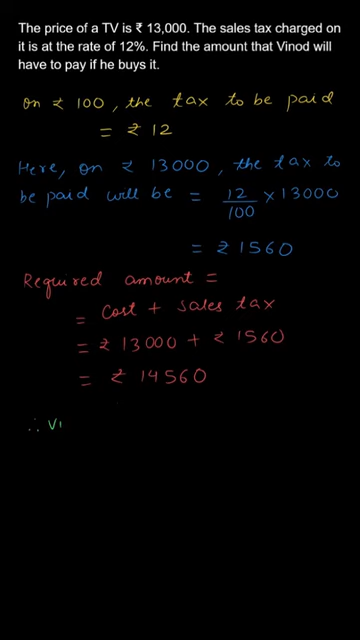 The price of a TV is ₹ 13,000. The sales tax charged on
it is at the rate of 12%. Find the amount that Vinod will
have to pay if he buys it.
on ₹ 100, the tax to be paid
= ₹ 12
Here, on ₹ 13000, the tax to
be paid will be = 12/100 × 13000
= ₹ 1560
Required amount =
= cost + sales tax
= ₹ 13000 + ₹ 1560
= ₹ 14560
∴ Vi